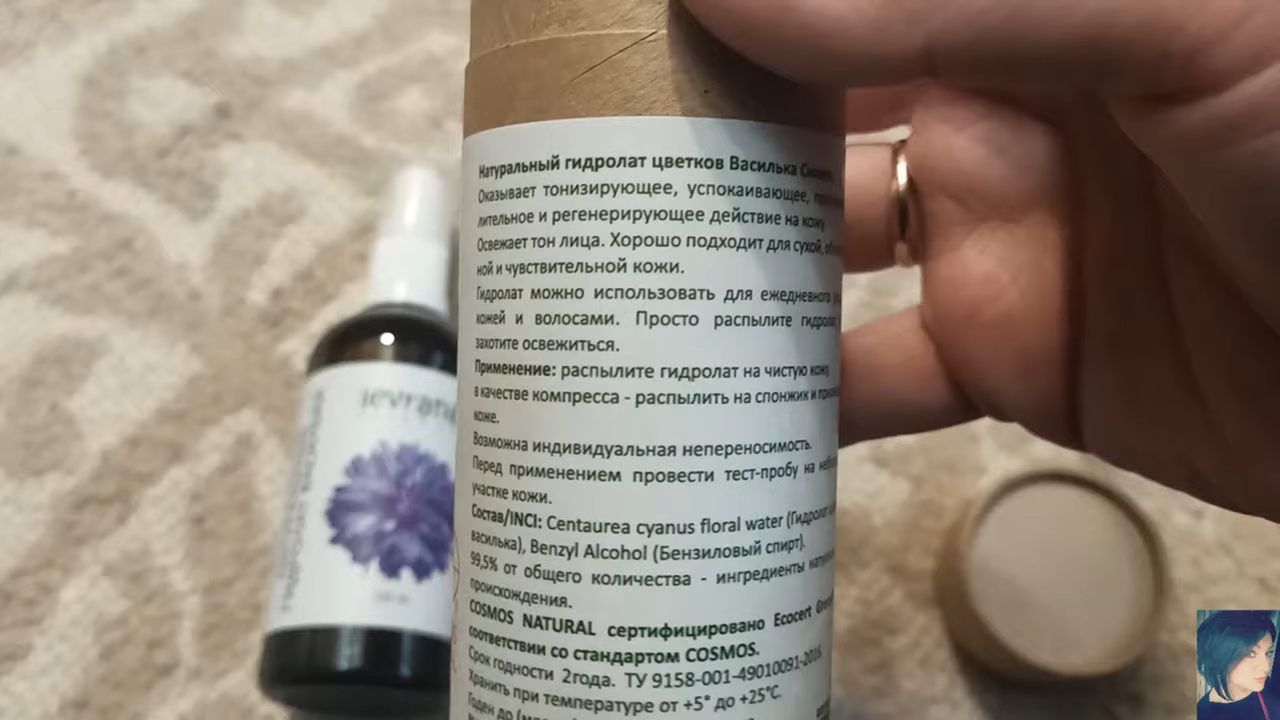 Натуральный гидролат цветков Василька
Оказывает тонизирующее, успокаивающее,
лительное и регенерирующее действие на кожу
Освежает тон лица. Хорошо подходит для сухой,
ной и чувствительной кожи.
Гидролат можно использовать для ежедневного
кожей и волосами. Просто распылите
захотите освежиться.
Применение: распылите гидролат на чистую кожу,
в качестве компресса - распылить на спонжик и
коже.
Возможна индивидуальная непереносимость.
Перед применением провести тест-пробу на
участке кожи.
Состав/INCI: Centaurea cyanus floral water
василька), Benzyl Alcohol (Бензиловый спирт).
99,5% от общего количества - ингредиенты
происхождения.
COSMOS NATURAL сертифицировано Ecocert
соответствии со стандартом COSMOS.
Срок годности 2года. ТУ 9158-001-49010091-2016.
Хранить при температуре от +5° до +25°C.
Годен до
levrana